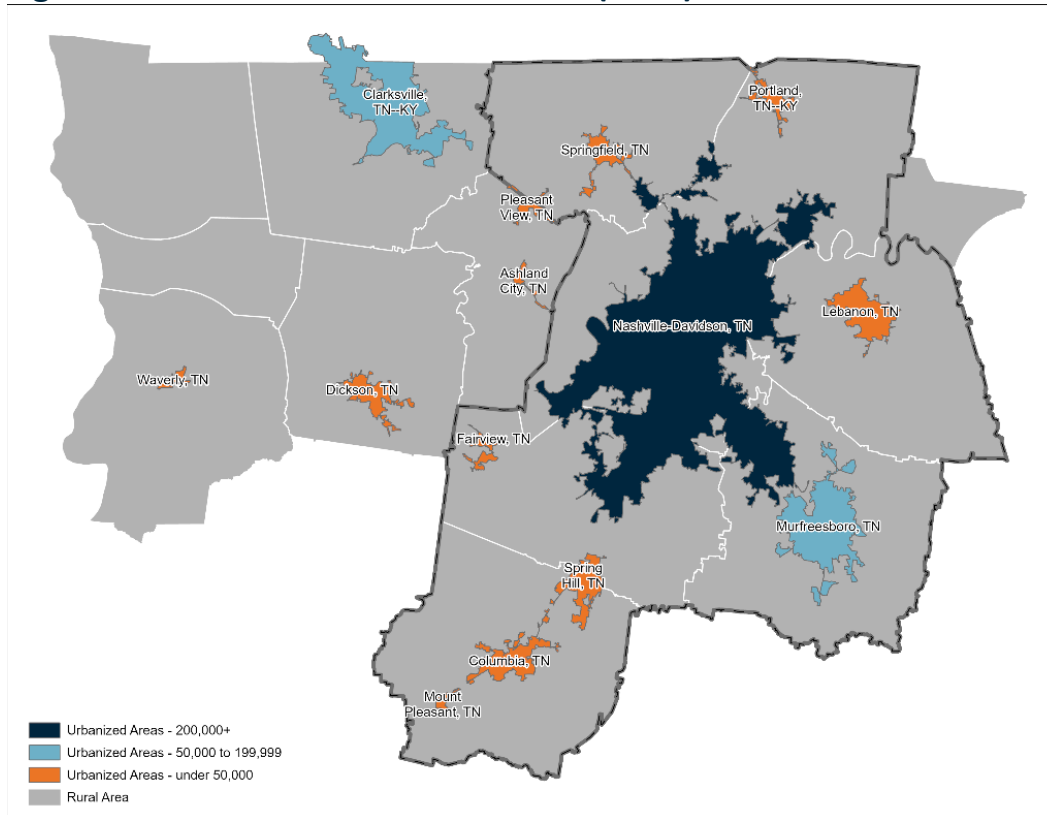 Clarksville,
TN--KY
Portland,
TN--KY
Springfield, TN
Pleasant
View, TN
Ashland
City, TN
Lebanon, TN
Nashville-Davidson, TN
Waverly, TN
Dickson, TN
Fairview, TN
Murfreesboro, TN
Spring
Hill, TN
Columbia, TN
Mount
Pleasant, TN
Urbanized Areas - 200,000+
Urbanized Areas - 50,000 to 199,999
Urbanized Areas - under 50,000
Rural Area